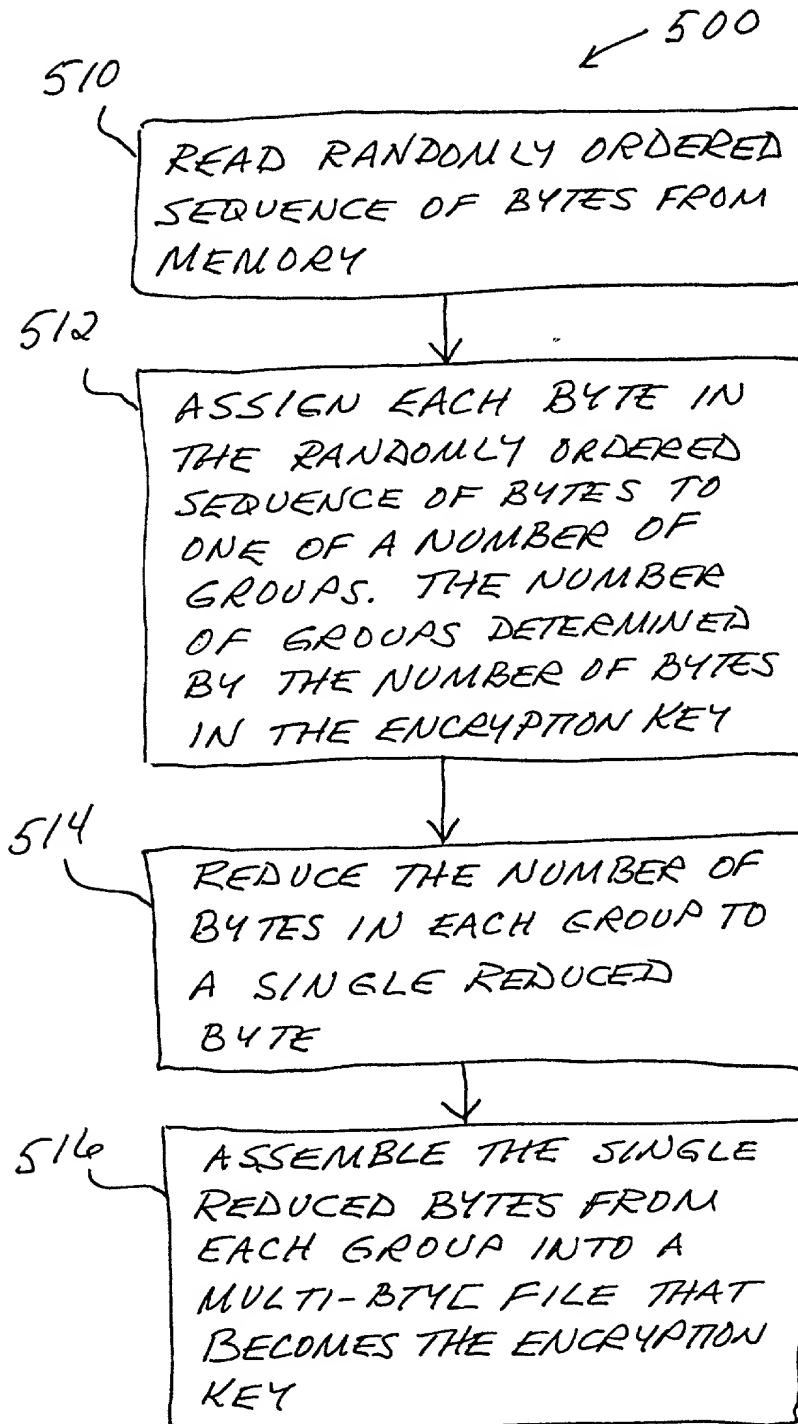 500
510
READ RANDOMLY ORDERED
SEQUENCE OF BYTES FROM
MEMORY
512
ASSIGN EACH BYTE IN
THE RANDOMLY ORDERED
SEQUENCE OF BYTES TO
ONE OF A NUMBER OF
GROUPS. THE NUMBER
OF GROUPS DETERMINED
BY THE NUMBER OF BYTES
IN THE ENCRYPTION KEY
514
REDUCE THE NUMBER OF
BYTES IN EACH GROUP TO
A SINGLE REDUCED
BYTE
516
ASSEMBLE THE SINGLE
REDUCED BYTES FROM
EACH GROUP INTO A
MULTI-BTYE FILE THAT
BECOMES THE ENCRYPTION
KEY